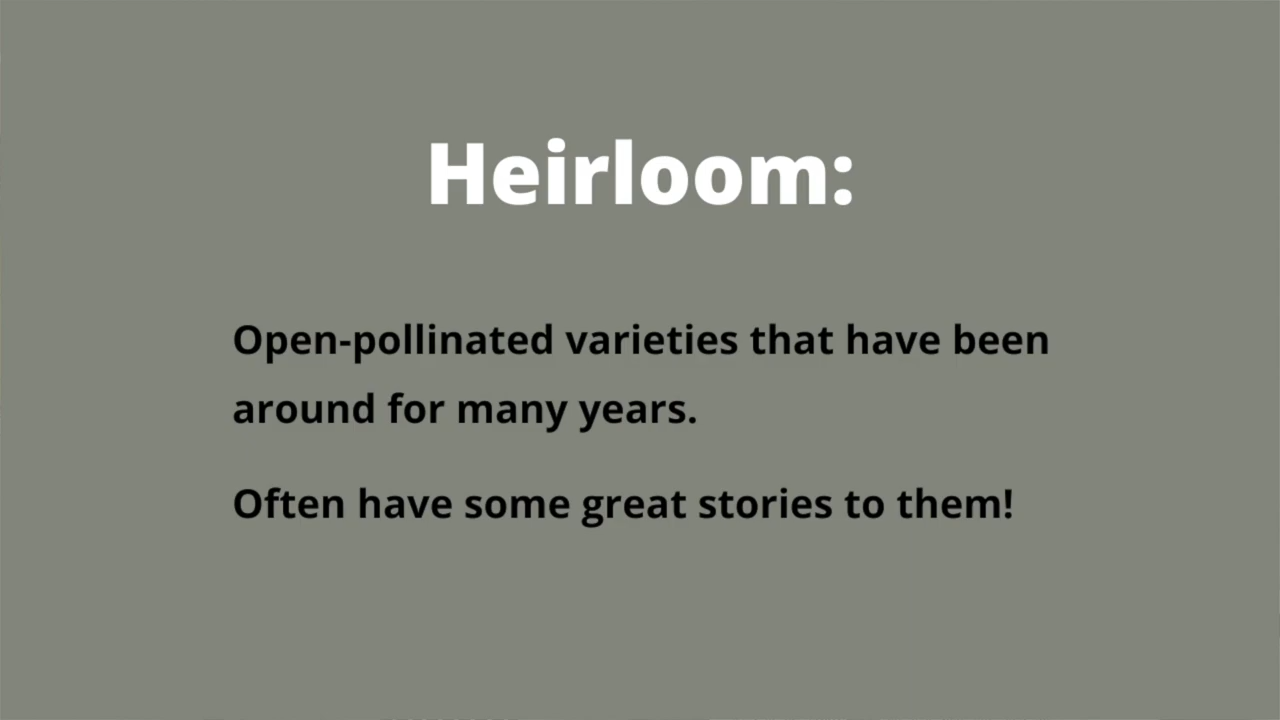 Heirloom:
Open-pollinated varieties that have been
around for many years.
Often have some great stories to them!